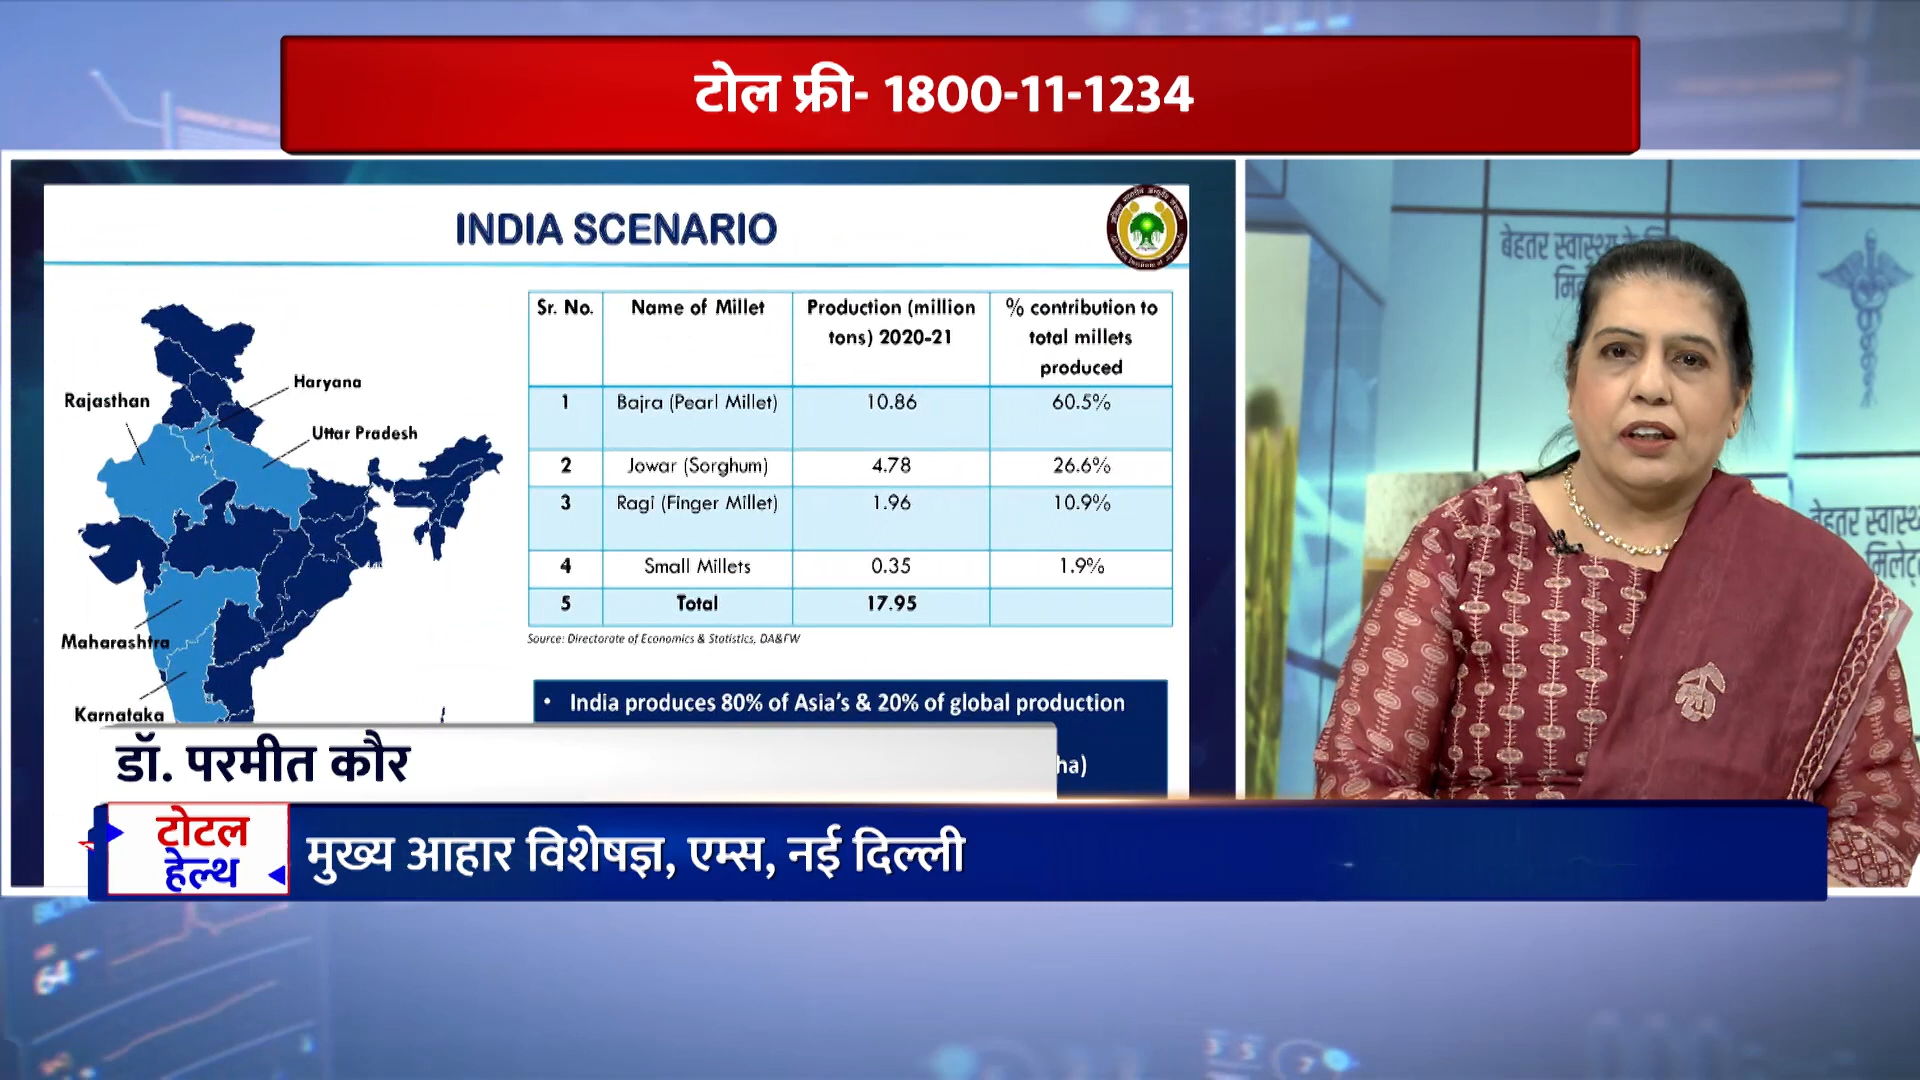 टोल फ्री- 1800-11-1234
INDIA SCENARIO
Haryana
Rajasthan
Uttar Pradesh
Maharashtra
Karnataka
Sr. No. Name of Millet Production (million tons) 2020-21 % contribution to total millets produced
1 Bajra (Pearl Millet) 10.86 60.5%
2 Jowar (Sorghum) 4.78 26.6%
3 Ragi (Finger Millet) 1.96 10.9%
4 Small Millets 0.35 1.9%
5 Total 17.95
Source: Directorate of Economics & Statistics, DA&FW
• India produces 80% of Asia's & 20% of global production
ha)
बेहतर स्वास्थ्य के
बेहतर स्वास्थ्य
डॉ. परमीत कौर
टोटल
हेल्थ
मुख्य आहार विशेषज्ञ, एम्स, नई दिल्ली
64